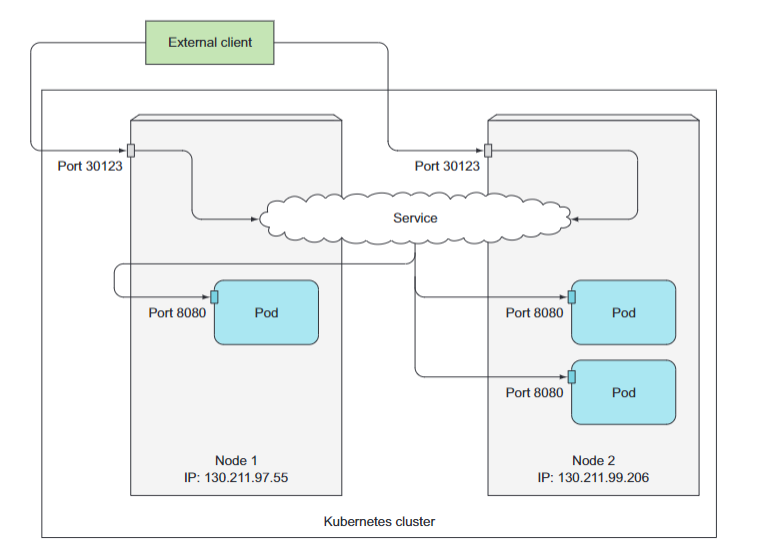 External client
Port 30123
Port 30123
Service
Port 8080
Pod
Port 8080
Pod
Port 8080
Pod
Node 1
IP: 130.211.97.55
Node 2
IP: 130.211.99.206
Kubernetes cluster